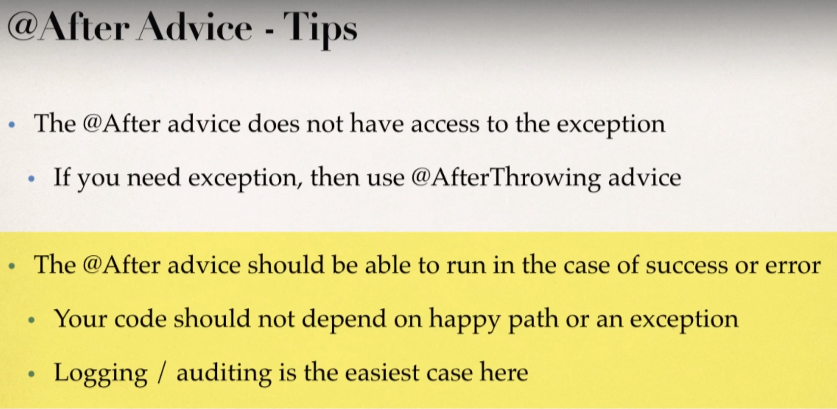 @After Advice - Tips
• The @After advice does not have access to the exception
• If you need exception, then use @AfterThrowing advice
• The @After advice should be able to run in the case of success or error
• Your code should not depend on happy path or an exception
• Logging / auditing is the easiest case here